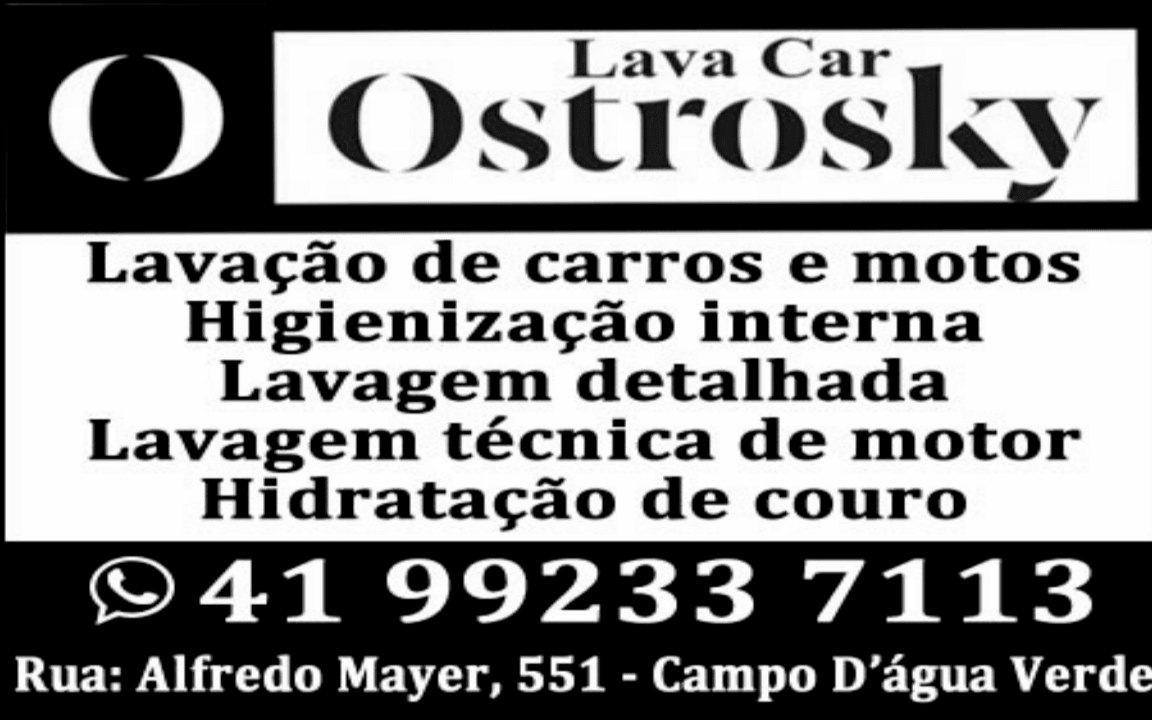 O
Lava Car
Ostrosky
Lavação de carros e motos
Higienização interna
Lavagem detalhada
Lavagem técnica de motor
Hidratação de couro
41 99233 7113
Rua: Alfredo Mayer, 551 - Campo D’água Verde